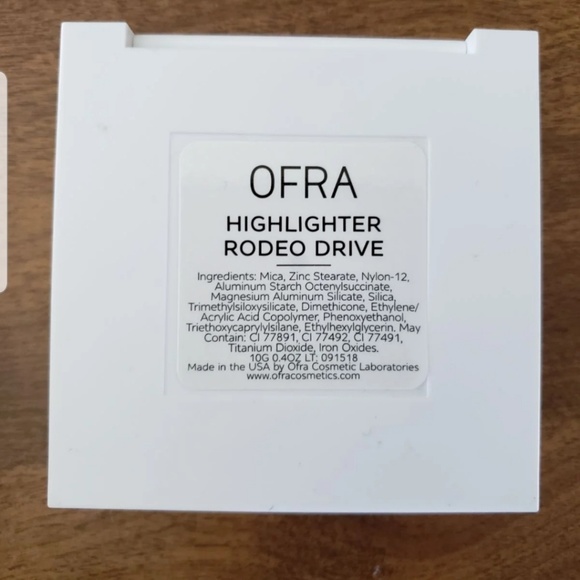 OFRA
HIGHLIGHTER
RODEO DRIVE
Ingredients: Mica, Zinc Stearate, Nylon-12,
Aluminum Starch Octenylsuccinate,
Magnesium Aluminum Silicate, Silica,
Trimethylsiloxysilicate, Dimethicone, Ethylene/
Acrylic Acid Copolymer, Phenoxyethanol,
Triethoxycaprylylsilane, Ethylhexylglycerin. May
Contain: CI 77891, CI 77492, CI 77491,
Titanium Dioxide, Iron Oxides.
10G 0.4OZ LT: 091518
Made in the USA by Ofra Cosmetic Laboratories
www.ofracosmetics.com